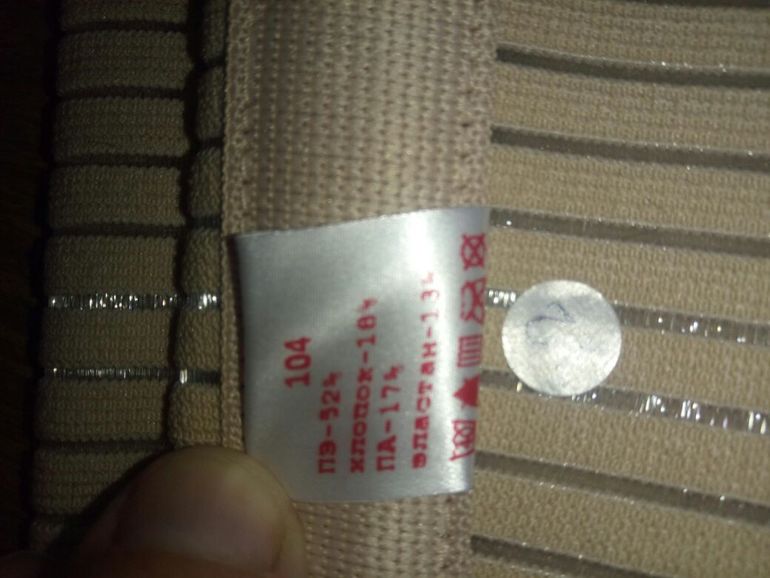 104
ПЭ-52%
хлопок-18%
ПА-17%
эластан-13%